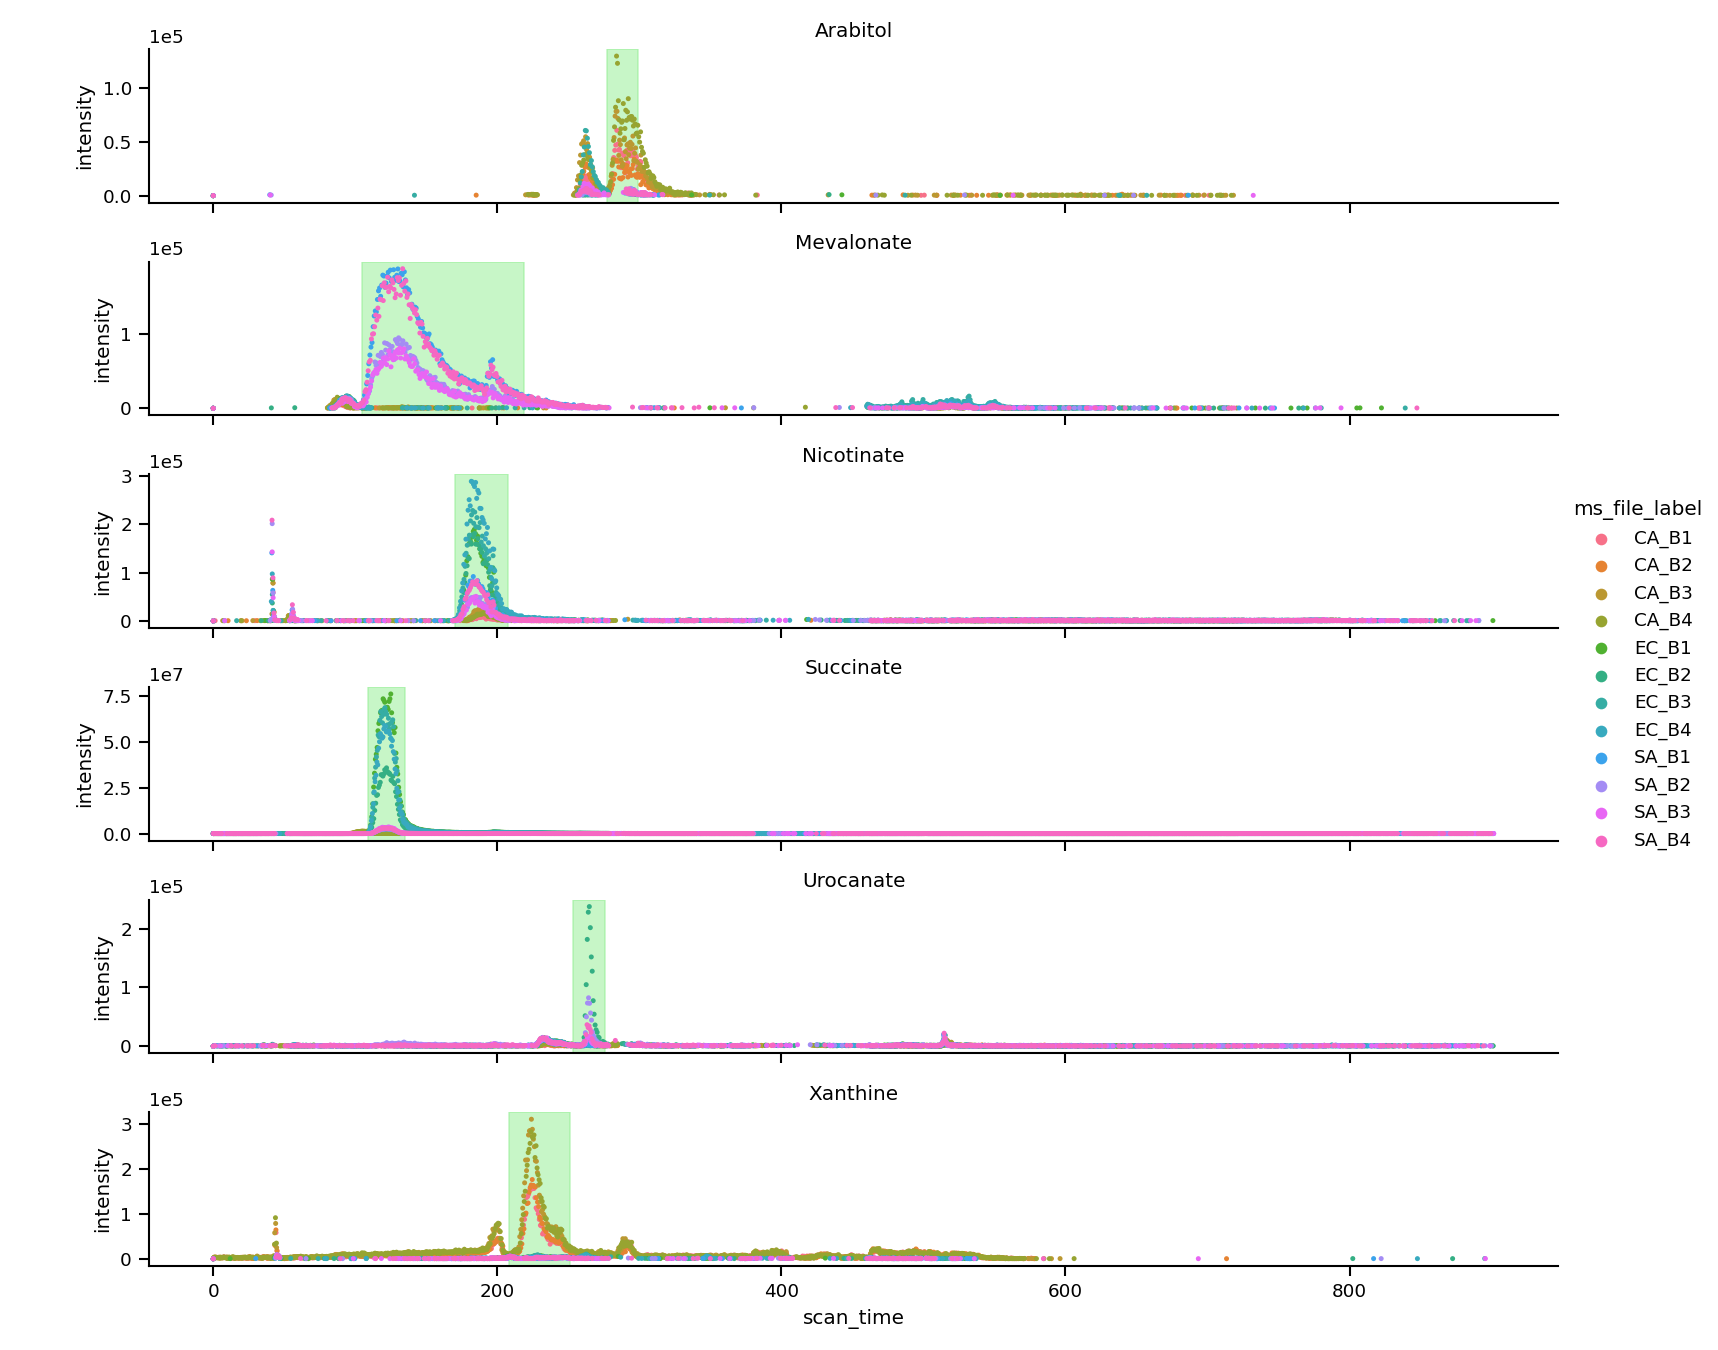 Arabitol
1e5
1.0
0.5
0.0
intensity
Mevalonate
1e5
1
0
intensity
Nicotinate
1e5
3
2
1
0
intensity
Succinate
1e7
7.5
5.0
2.5
0.0
intensity
Urocanate
1e5
2
1
0
intensity
Xanthine
1e5
3
2
1
0
intensity
0 200 400 600 800
scan_time
ms_file_label
CA_B1
CA_B2
CA_B3
CA_B4
EC_B1
EC_B2
EC_B3
EC_B4
SA_B1
SA_B2
SA_B3
SA_B4